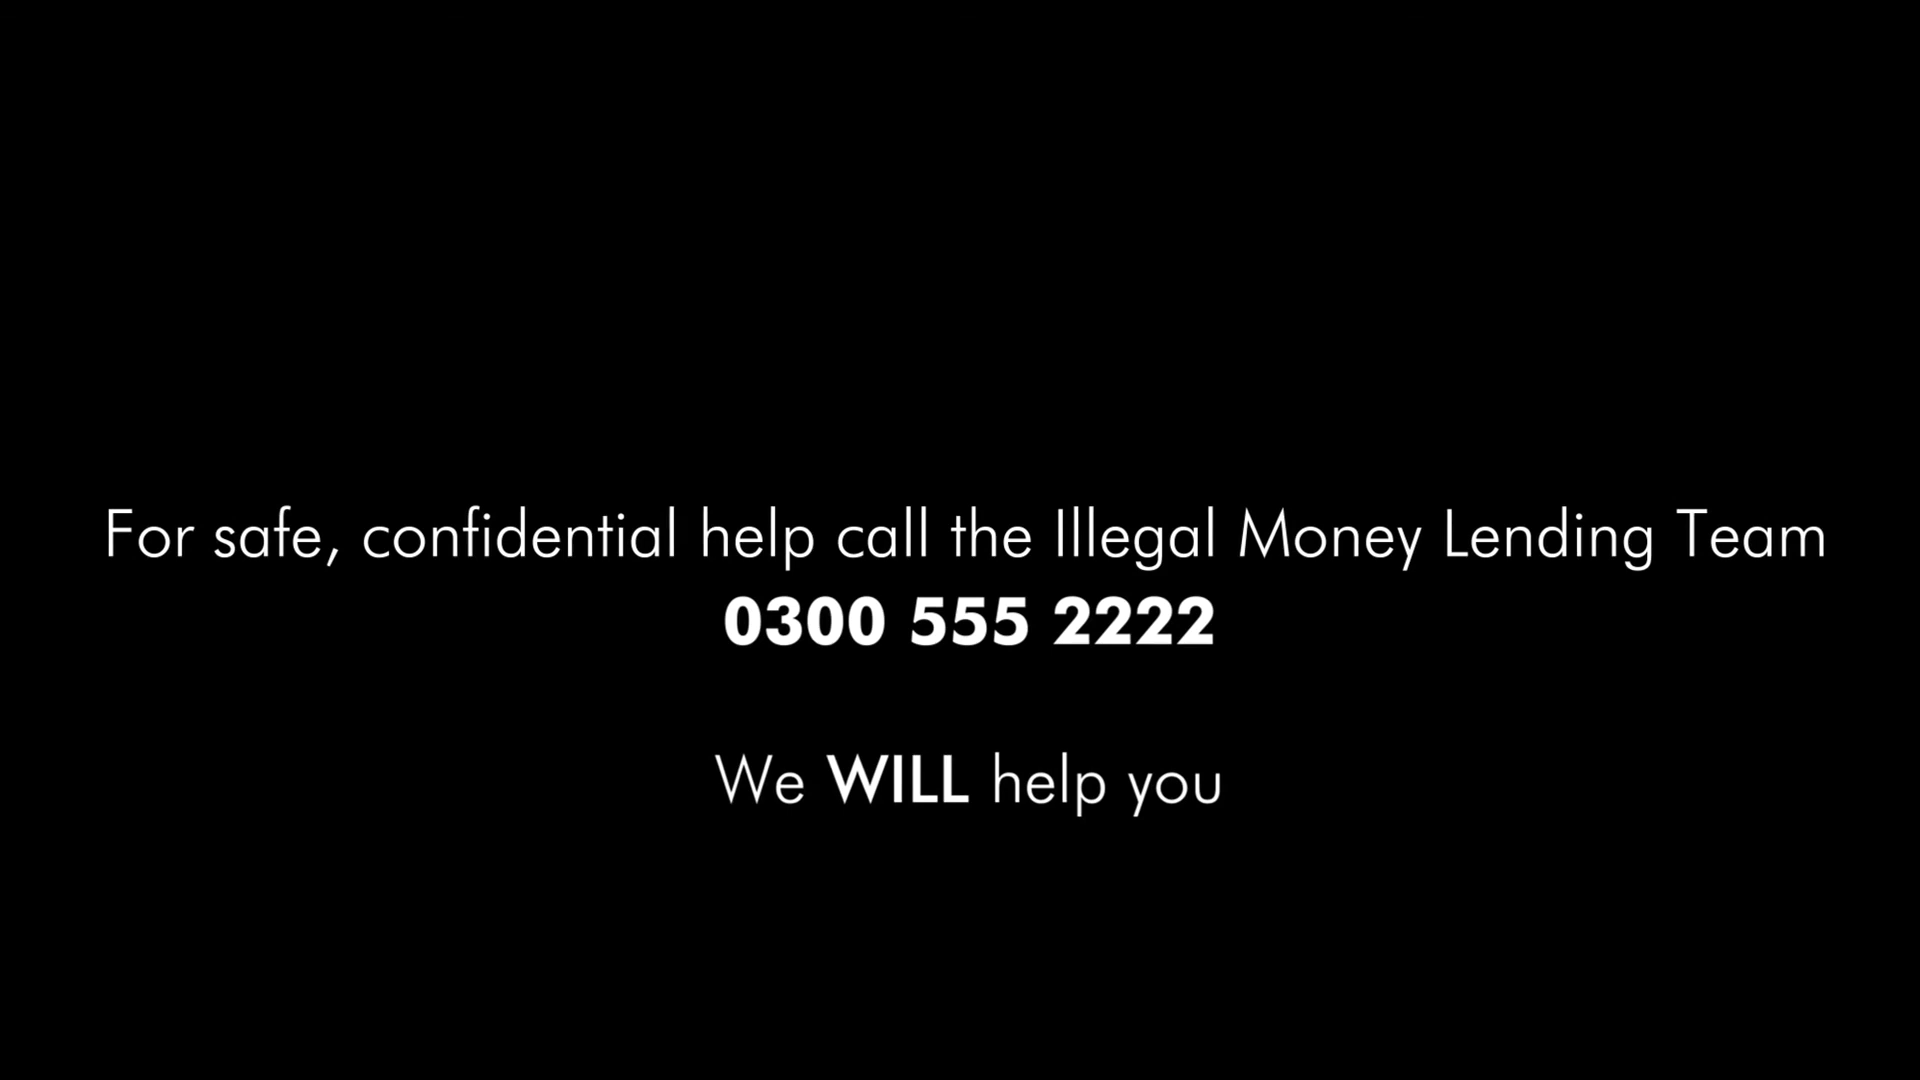 For safe, confidential help call the Illegal Money Lending Team
0300 555 2222
We WILL help you